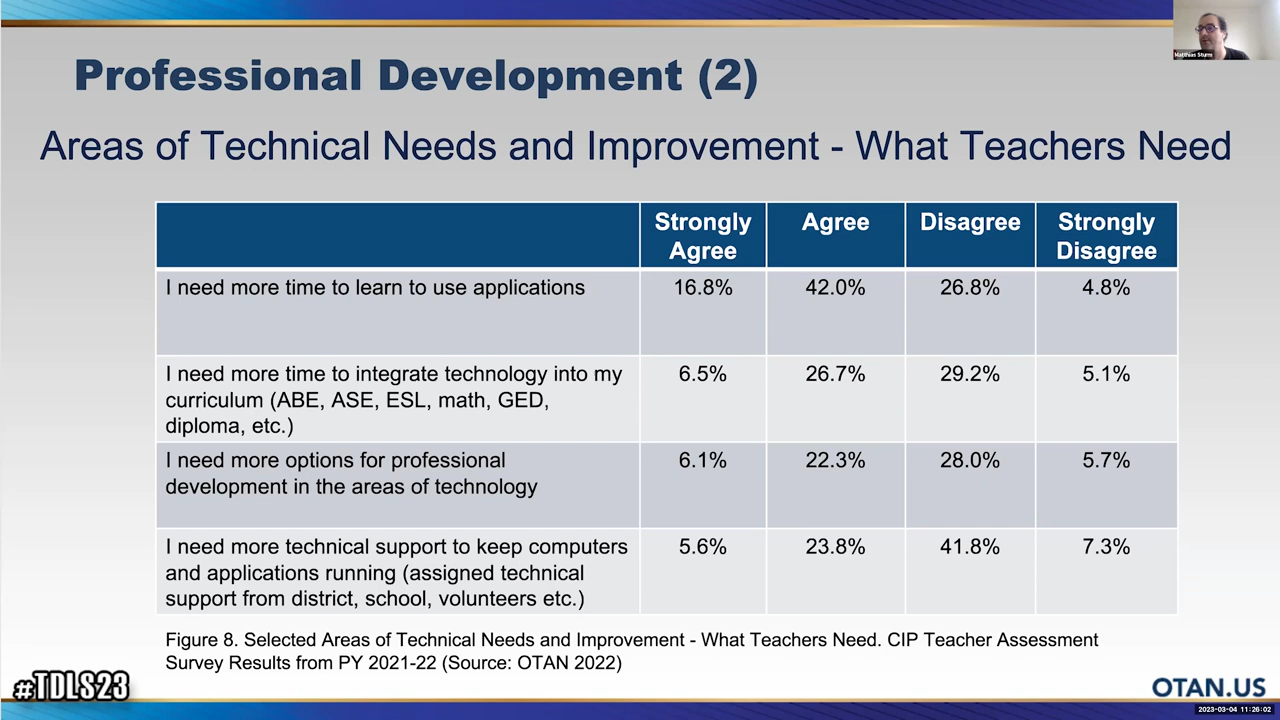 Matthias Sturm
Professional Development (2)
Areas of Technical Needs and Improvement - What Teachers Need
Strongly Agree
Agree
Disagree
Strongly Disagree
I need more time to learn to use applications
16.8%
42.0%
26.8%
4.8%
I need more time to integrate technology into my
curriculum (ABE, ASE, ESL, math, GED,
diploma, etc.)
6.5%
26.7%
29.2%
5.1%
I need more options for professional
development in the areas of technology
6.1%
22.3%
28.0%
5.7%
I need more technical support to keep computers
and applications running (assigned technical
support from district, school, volunteers etc.)
5.6%
23.8%
41.8%
7.3%
Figure 8. Selected Areas of Technical Needs and Improvement - What Teachers Need. CIP Teacher Assessment
Survey Results from PY 2021-22 (Source: OTAN 2022)
#TDLS23
OTAN.US
2023-03-04 11:26:02